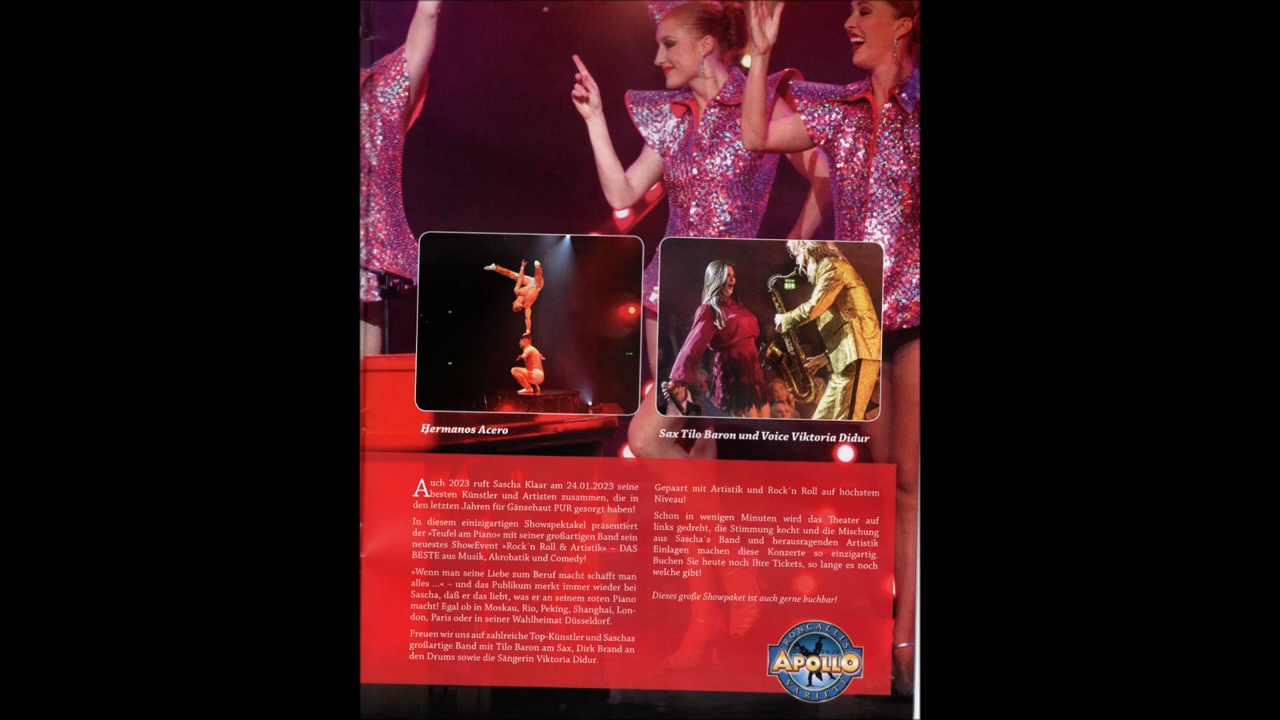 Hermanos Acero
Sax Tilo Baron und Voice Viktoria Didur
Auch 2023 ruft Sascha Klaar am 24.01.2023 seine
besten Künstler und Artisten zusammen, die in
den letzten Jahren für Gänsehaut PUR gesorgt haben!
In diesem einzigartigen Showspektakel präsentiert
der »Teufel am Piano« mit seiner großartigen Band sein
neuestes ShowEvent »Rock´n Roll & Artistik« – DAS
BESTE aus Musik, Akrobatik und Comedy!
»Wenn man seine Liebe zum Beruf macht schafft man
alles ...« – und das Publikum merkt immer wieder bei
Sascha, daß er das liebt, was er an seinem roten Piano
macht! Egal ob in Moskau, Rio, Peking, Shanghai, Lon-
don, Paris oder in seiner Wahlheimat Düsseldorf.
Freuen wir uns auf zahlreiche Top-Künstler und Saschas
großartige Band mit Tilo Baron am Sax, Dirk Brand an
den Drums sowie die Sängerin Viktoria Didur.
Gepaart mit Artistik und Rock´n Roll auf höchstem
Niveau!
Schon in wenigen Minuten wird das Theater auf
links gedreht, die Stimmung kocht und die Mischung
aus Sascha`s Band und herausragenden Artistik
Einlagen machen diese Konzerte so einzigartig.
Buchen Sie heute noch Ihre Tickets, so lange es noch
welche gibt!
Dieses große Showpaket ist auch gerne buchbar!
RONCALLIS
APOLLO
VARIETÉ